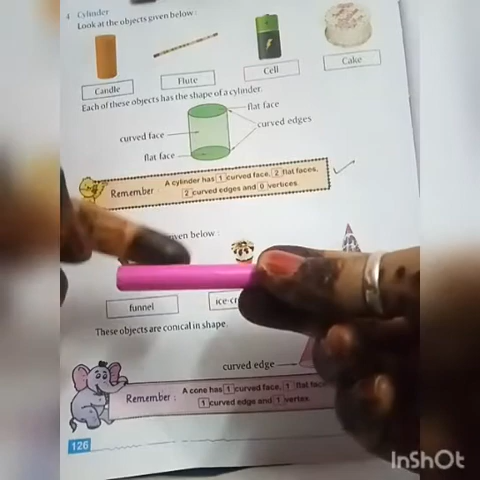 4 Cylinder
Look at the objects given below :
Candle
Flute
Cell
Cake
Each of these objects has the shape of a cylinder.
flat face
curved face
curved edges
flat face
Remember
A cylinder has 1 curved face, 2 flat faces,
2 curved edges and 0 vertices.
given below :
funnel
ice-cr
These objects are conical in shape.
curved edge
Remember :
A cone has 1 curved face, 1 flat face
1 curved edge and 1 vertex.
126
InShOt